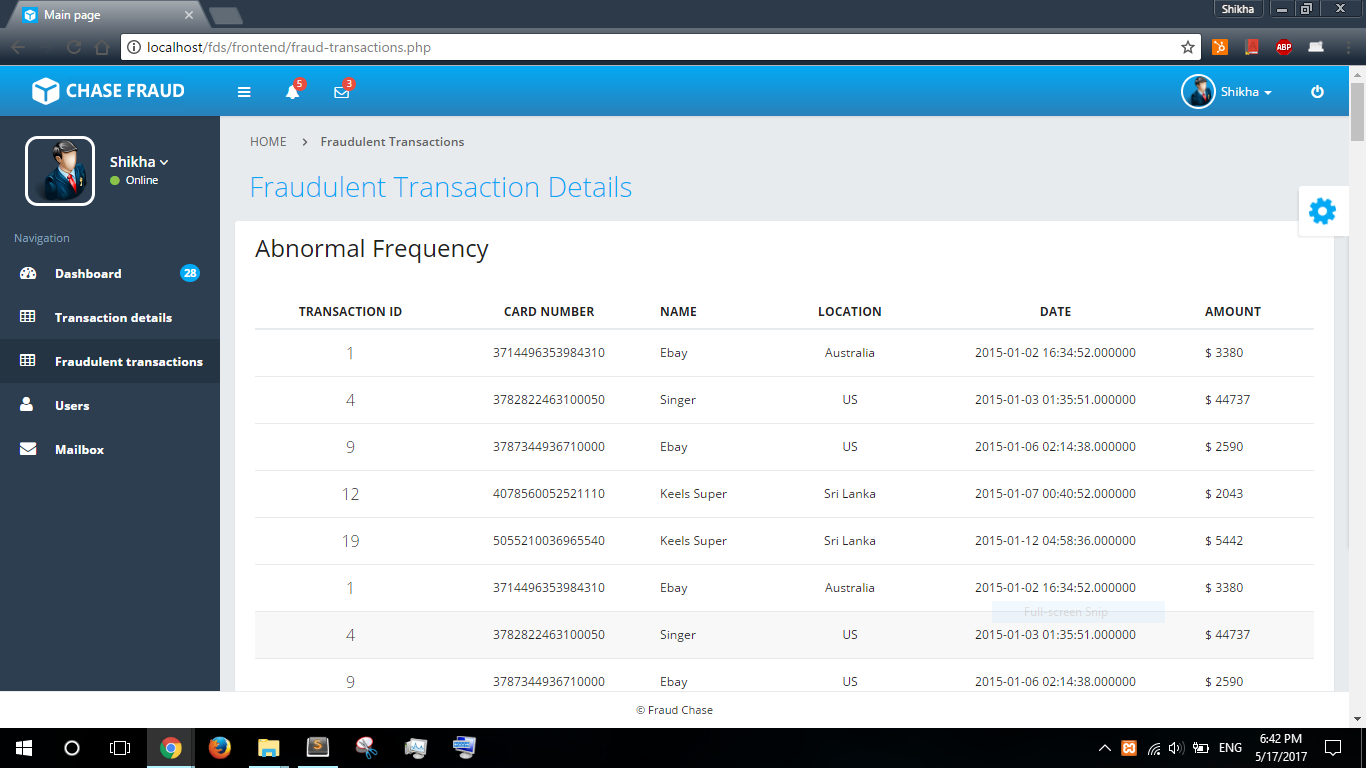 Main page
Shikha
localhost/fds/frontend/fraud-transactions.php
ABP
CHASE FRAUD
5
3
Shikha
Shikha
Online
HOME > Fraudulent Transactions
Fraudulent Transaction Details
Navigation
Dashboard 28
Transaction details
Fraudulent transactions
Users
Mailbox
Abnormal Frequency
TRANSACTION ID CARD NUMBER NAME LOCATION DATE AMOUNT
1 3714496353984310 Ebay Australia 2015-01-02 16:34:52.000000 $ 3380
4 3782822463100050 Singer US 2015-01-03 01:35:51.000000 $ 44737
9 3787344936710000 Ebay US 2015-01-06 02:14:38.000000 $ 2590
12 4078560052521110 Keels Super Sri Lanka 2015-01-07 00:40:52.000000 $ 2043
19 5055210036965540 Keels Super Sri Lanka 2015-01-12 04:58:36.000000 $ 5442
1 3714496353984310 Ebay Australia 2015-01-02 16:34:52.000000 $ 3380
Full-screen Snip
4 3782822463100050 Singer US 2015-01-03 01:35:51.000000 $ 44737
9 3787344936710000 Ebay US 2015-01-06 02:14:38.000000 $ 2590
© Fraud Chase
ENG
6:42 PM
5/17/2017